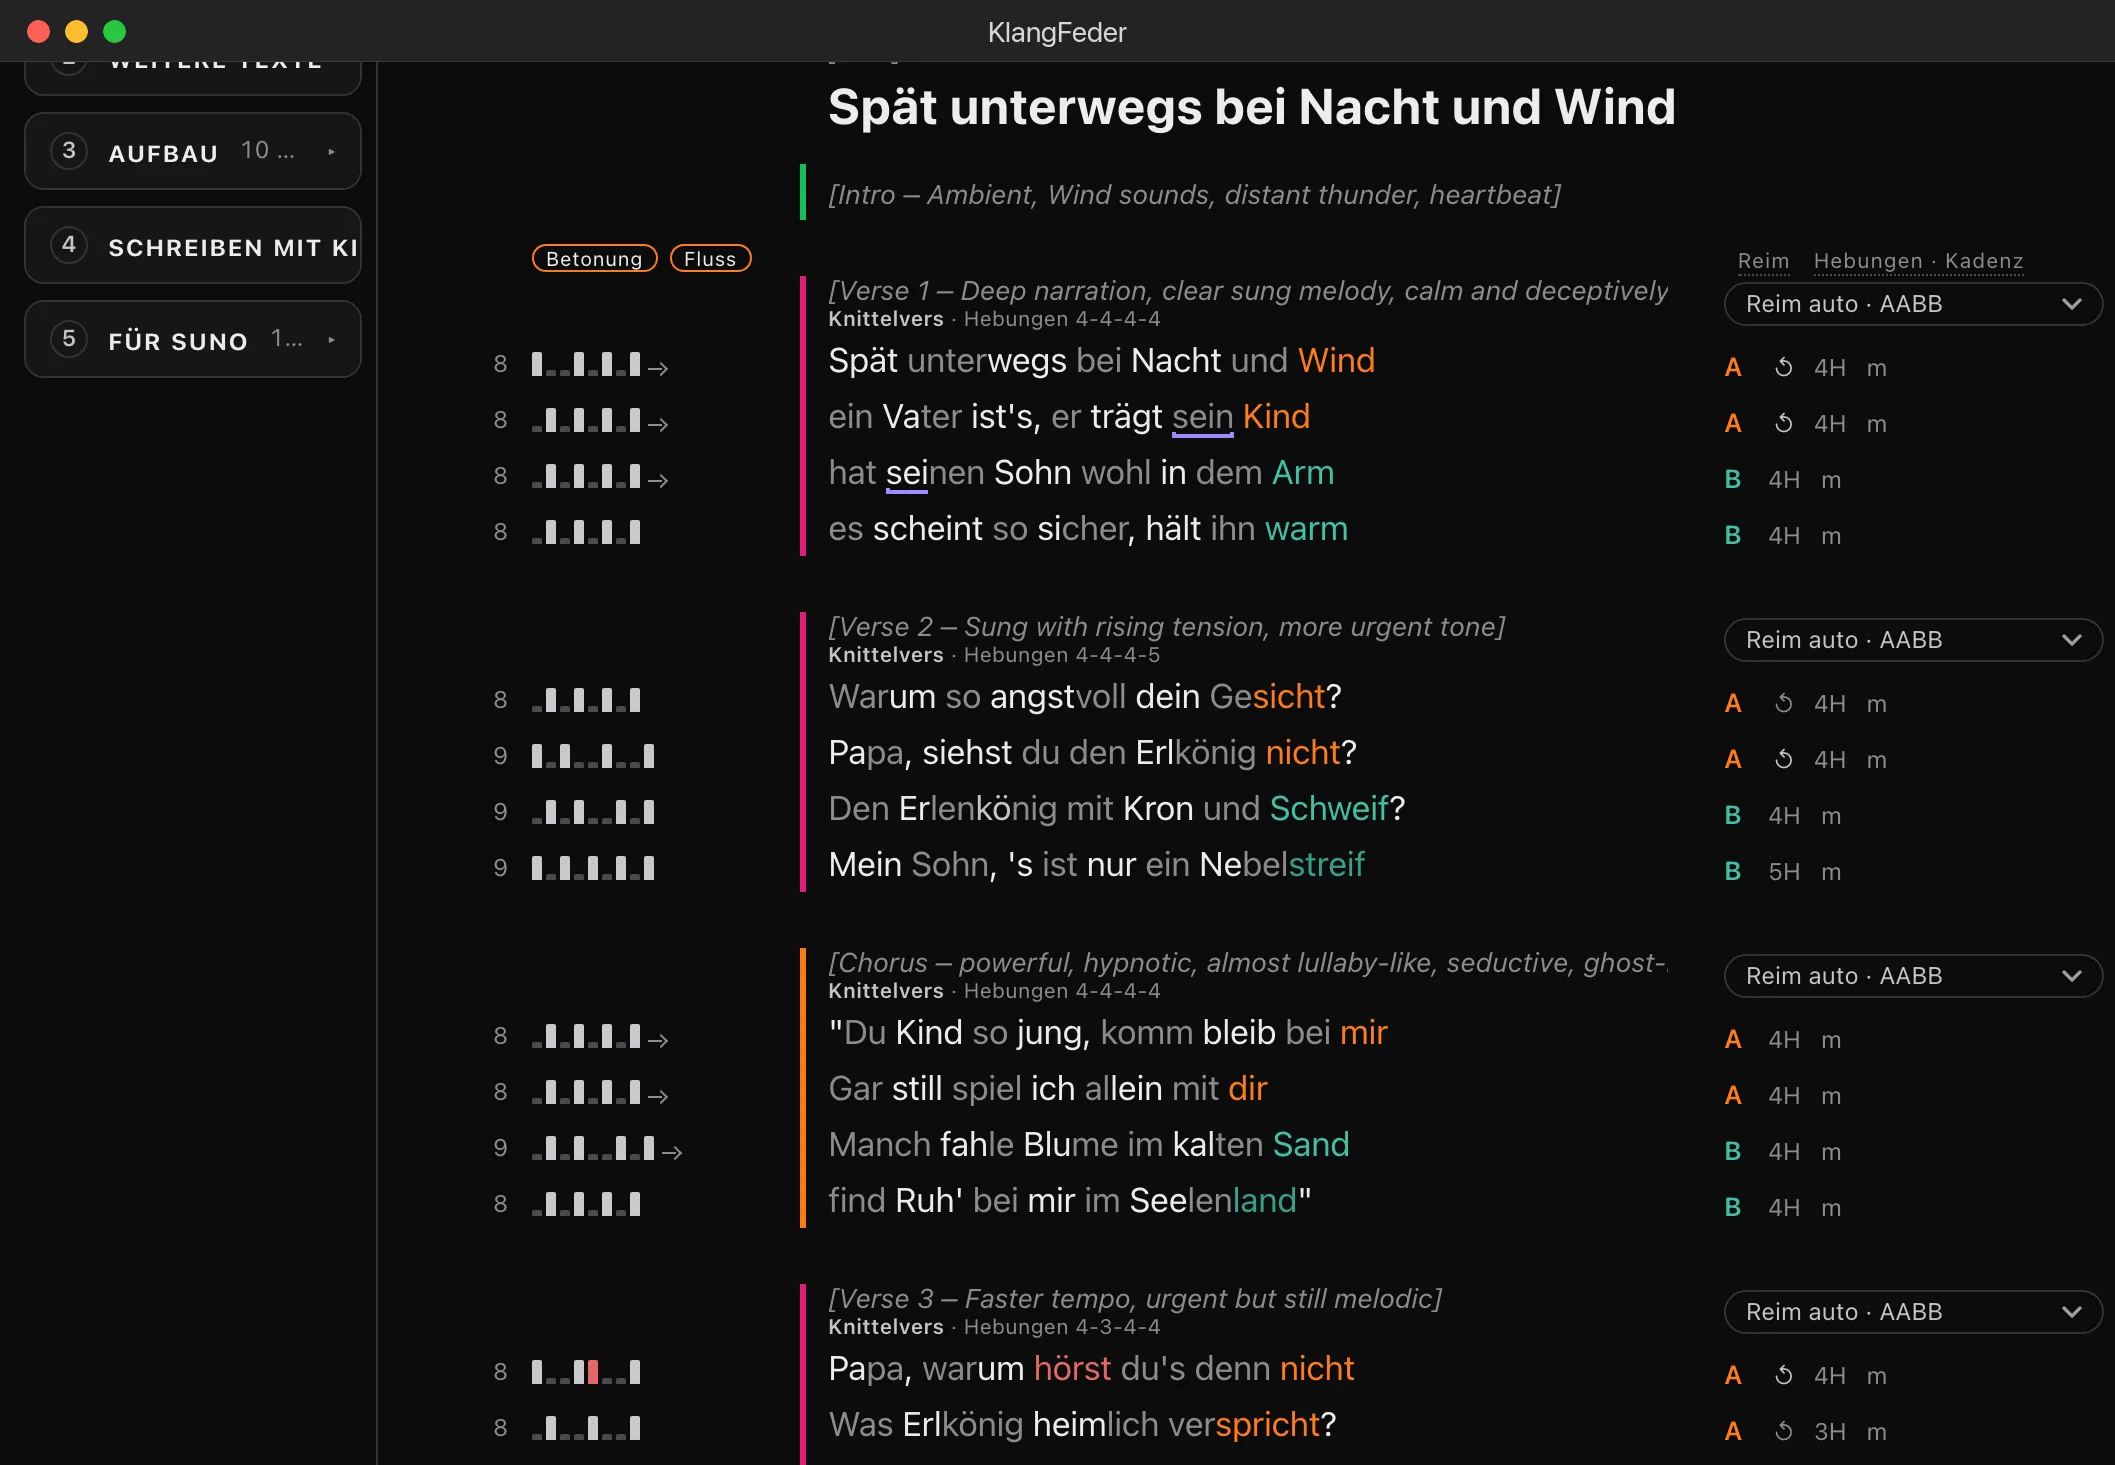 KlangFeder
2 WEITERE TEXTE
3 AUFBAU 10 ... ▸
4 SCHREIBEN MIT KI
5 FÜR SUNO 1... ▸
Spät unterwegs bei Nacht und Wind
[Intro – Ambient, Wind sounds, distant thunder, heartbeat]
Betonung Fluss
Reim Hebungen · Kadenz
[Verse 1 – Deep narration, clear sung melody, calm and deceptively
Reim auto · AABB
Knittelvers · Hebungen 4-4-4-4
8 → Spät unterwegs bei Nacht und Wind A 4H m
8 → ein Vater ist's, er trägt sein Kind A 4H m
8 → hat seinen Sohn wohl in dem Arm B 4H m
8 es scheint so sicher, hält ihn warm B 4H m
[Verse 2 – Sung with rising tension, more urgent tone]
Reim auto · AABB
Knittelvers · Hebungen 4-4-4-5
8 Warum so angstvoll dein Gesicht? A 4H m
9 Papa, siehst du den Erlkönig nicht? A 4H m
9 Den Erlenkönig mit Kron und Schweif? B 4H m
9 Mein Sohn, 's ist nur ein Nebelstreif B 5H m
[Chorus – powerful, hypnotic, almost lullaby-like, seductive, ghost-
Reim auto · AABB
Knittelvers · Hebungen 4-4-4-4
8 → "Du Kind so jung, komm bleib bei mir A 4H m
8 → Gar still spiel ich allein mit dir A 4H m
9 → Manch fahle Blume im kalten Sand B 4H m
8 find Ruh' bei mir im Seelenland" B 4H m
[Verse 3 – Faster tempo, urgent but still melodic]
Reim auto · AABB
Knittelvers · Hebungen 4-3-4-4
8 Papa, warum hörst du's denn nicht A 4H m
8 Was Erlkönig heimlich verspricht? A 3H m